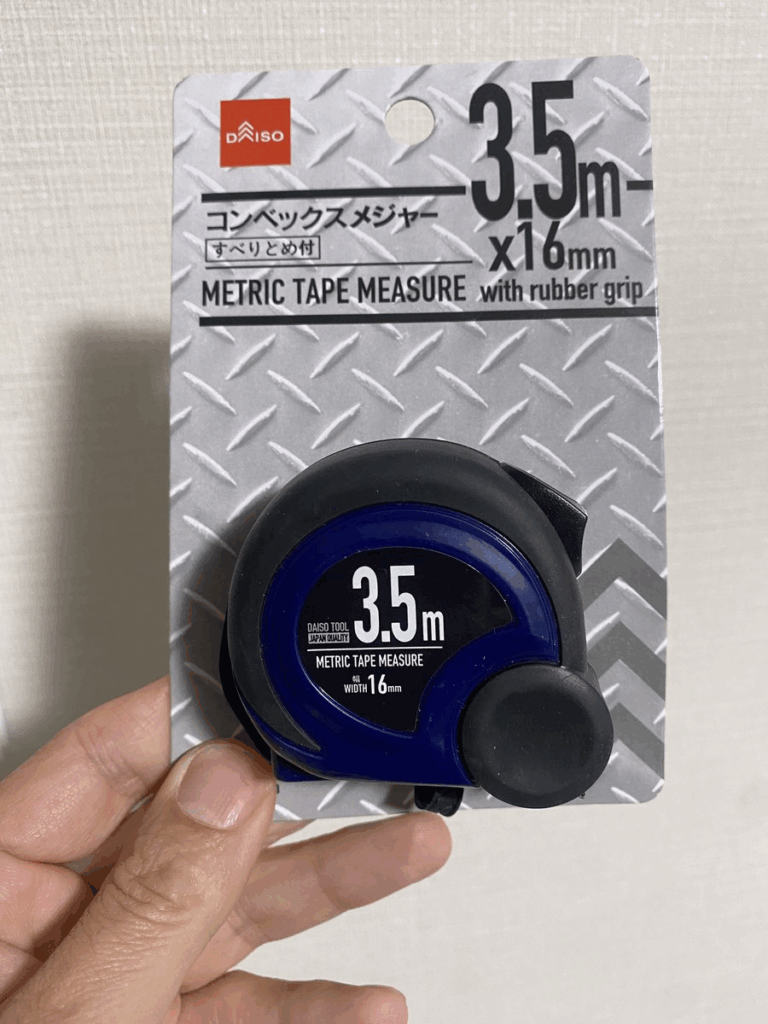 DAISO
3.5m
コンベックスメジャー
すべりとめ付
x16mm
METRIC TAPE MEASURE with rubber grip
3.5m
DAISO TOOL
JAPAN QUALITY
METRIC TAPE MEASURE
幅
WIDTH 16mm